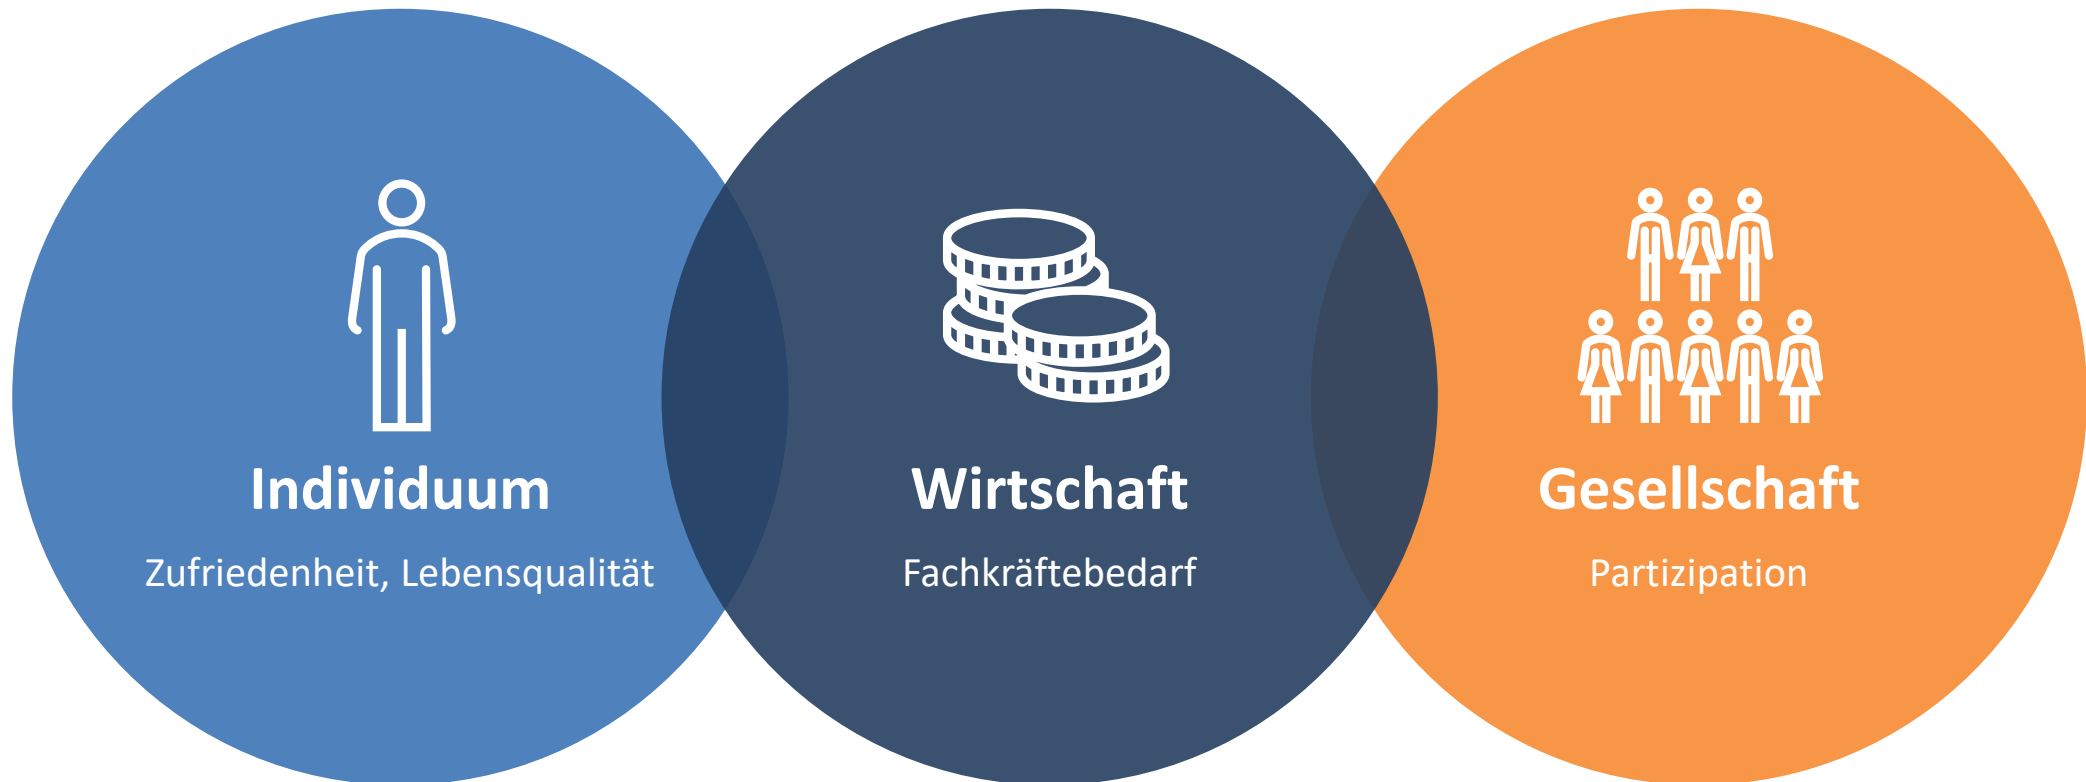 Individuum
Zufriedenheit, Lebensqualität
Wirtschaft
Fachkräftebedarf
Gesellschaft
Partizipation